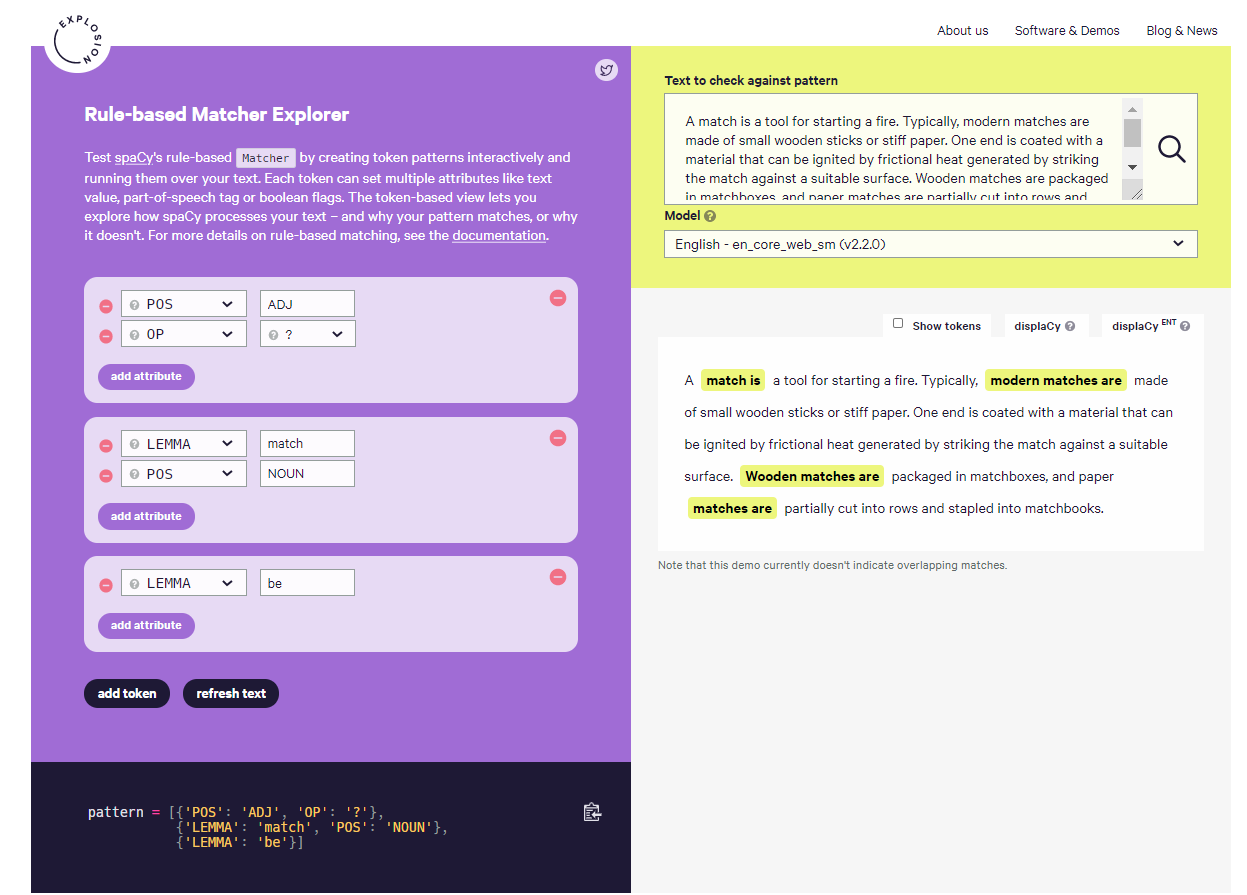 EXPLOSION
About us Software & Demos Blog & News
Rule-based Matcher Explorer
Test spaCy's rule-based Matcher by creating token patterns interactively and
running them over your text. Each token can set multiple attributes like text
value, part-of-speech tag or boolean flags. The token-based view lets you
explore how spaCy processes your text – and why your pattern matches, or why
it doesn't. For more details on rule-based matching, see the documentation.
? POS ADJ
? OP ? ?
add attribute
? LEMMA match
? POS NOUN
add attribute
? LEMMA be
add attribute
add token refresh text
pattern = [{'POS': 'ADJ', 'OP': '?'},
{'LEMMA': 'match', 'POS': 'NOUN'},
{'LEMMA': 'be'}]
Text to check against pattern
A match is a tool for starting a fire. Typically, modern matches are
made of small wooden sticks or stiff paper. One end is coated with a
material that can be ignited by frictional heat generated by striking
the match against a suitable surface. Wooden matches are packaged
in matchboxes, and paper matches are partially cut into rows and
Model ?
English - en_core_web_sm (v2.2.0)
Show tokens displaCy ? displaCy ENT ?
A match is a tool for starting a fire. Typically, modern matches are made
of small wooden sticks or stiff paper. One end is coated with a material that can
be ignited by frictional heat generated by striking the match against a suitable
surface. Wooden matches are packaged in matchboxes, and paper
matches are partially cut into rows and stapled into matchbooks.
Note that this demo currently doesn't indicate overlapping matches.